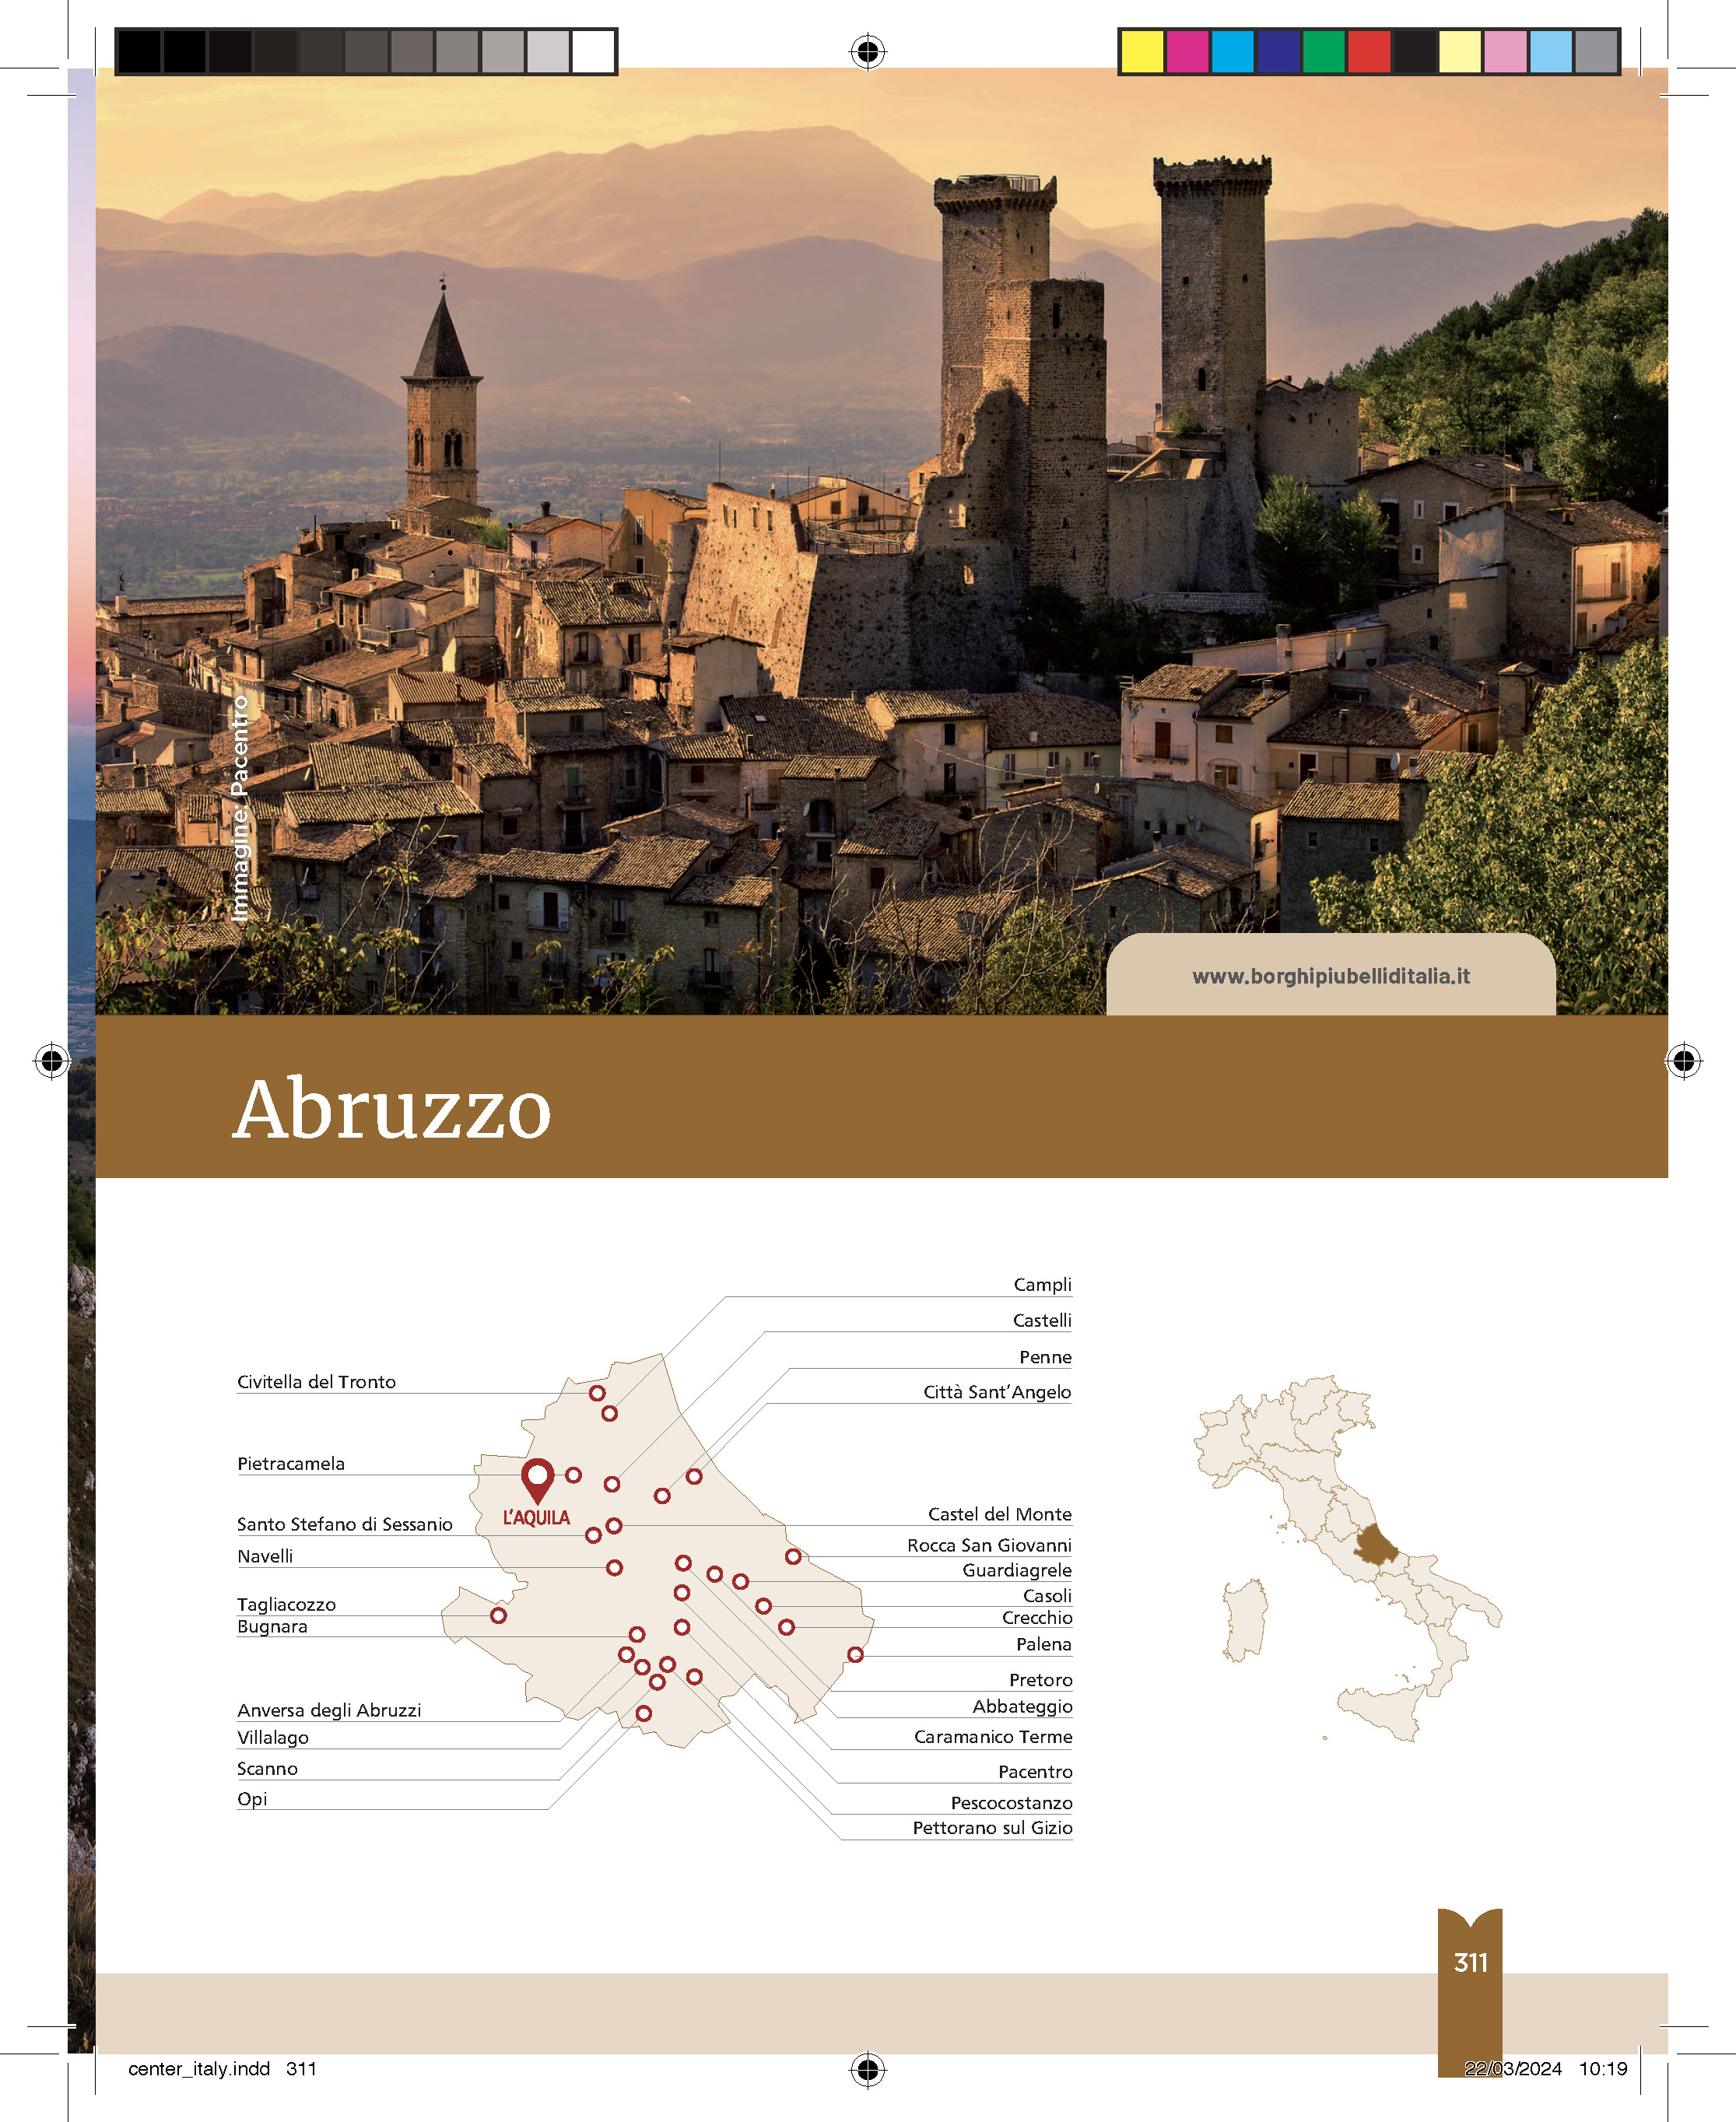 Immagine: Pacentro
www.borghipiubelliditalia.it
Abruzzo
Campli
Castelli
Penne
Città Sant’Angelo
Civitella del Tronto
Pietracamela
L’AQUILA
Santo Stefano di Sessanio
Navelli
Tagliacozzo
Bugnara
Anversa degli Abruzzi
Villalago
Scanno
Opi
Castel del Monte
Rocca San Giovanni
Guardiagrele
Casoli
Crecchio
Palena
Pretoro
Abbateggio
Caramanico Terme
Pacentro
Pescocostanzo
Pettorano sul Gizio
311
center_italy.indd 311
22/03/2024 10:19